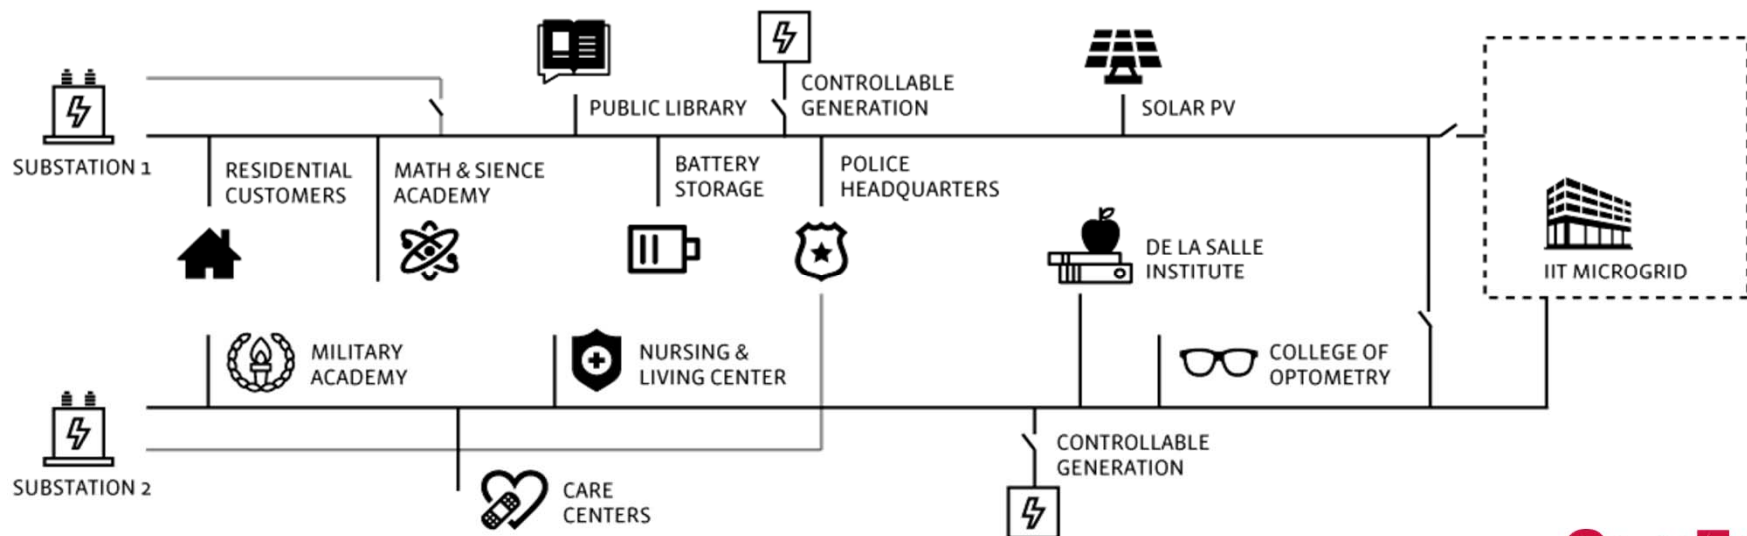 PUBLIC LIBRARY
CONTROLLABLE
GENERATION
SOLAR PV
SUBSTATION 1
RESIDENTIAL
CUSTOMERS
MATH & SIENCE
ACADEMY
BATTERY
STORAGE
POLICE
HEADQUARTERS
DE LA SALLE
INSTITUTE
IIT MICROGRID
MILITARY
ACADEMY
NURSING &
LIVING CENTER
COLLEGE OF
OPTOMETRY
SUBSTATION 2
CARE
CENTERS
CONTROLLABLE
GENERATION